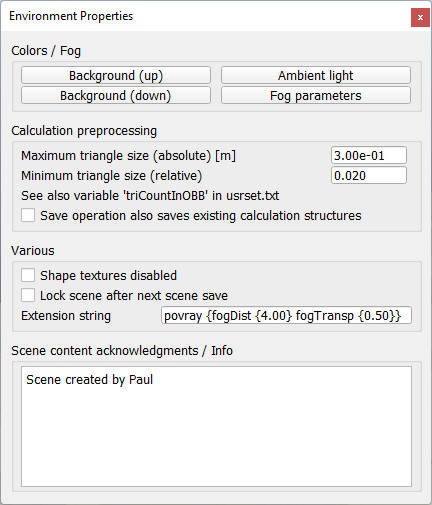 Environment Properties
x
Colors / Fog
Background (up)
Ambient light
Background (down)
Fog parameters
Calculation preprocessing
Maximum triangle size (absolute) [m]
3.00e-01
Minimum triangle size (relative)
0.020
See also variable 'triCountInOBB' in usrset.txt
Save operation also saves existing calculation structures
Various
Shape textures disabled
Lock scene after next scene save
Extension string
povray {fogDist {4.00} fogTransp {0.50}}
Scene content acknowledgments / Info
Scene created by Paul